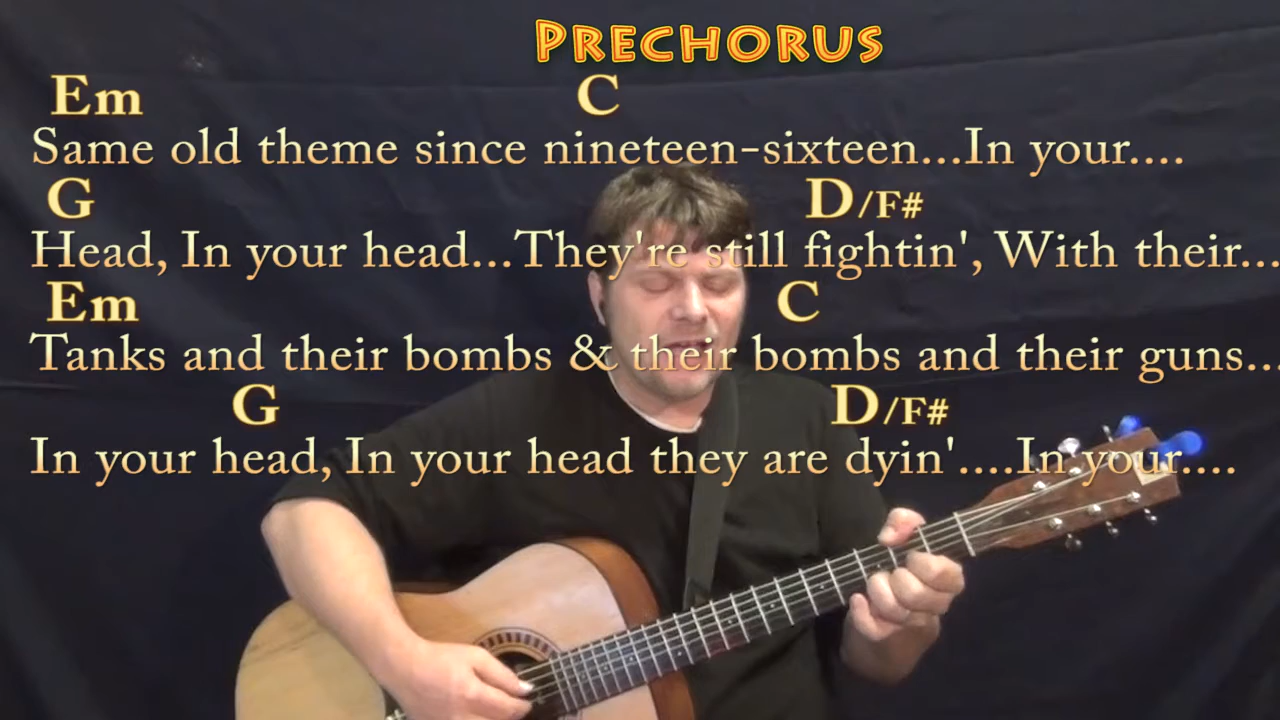 PRECHORUS
Em C
Same old theme since nineteen-sixteen...In your....
G D/F#
Head, In your head...They're still fightin', With their...
Em C
Tanks and their bombs & their bombs and their guns...
G D/F#
In your head, In your head they are dyin'....In your....